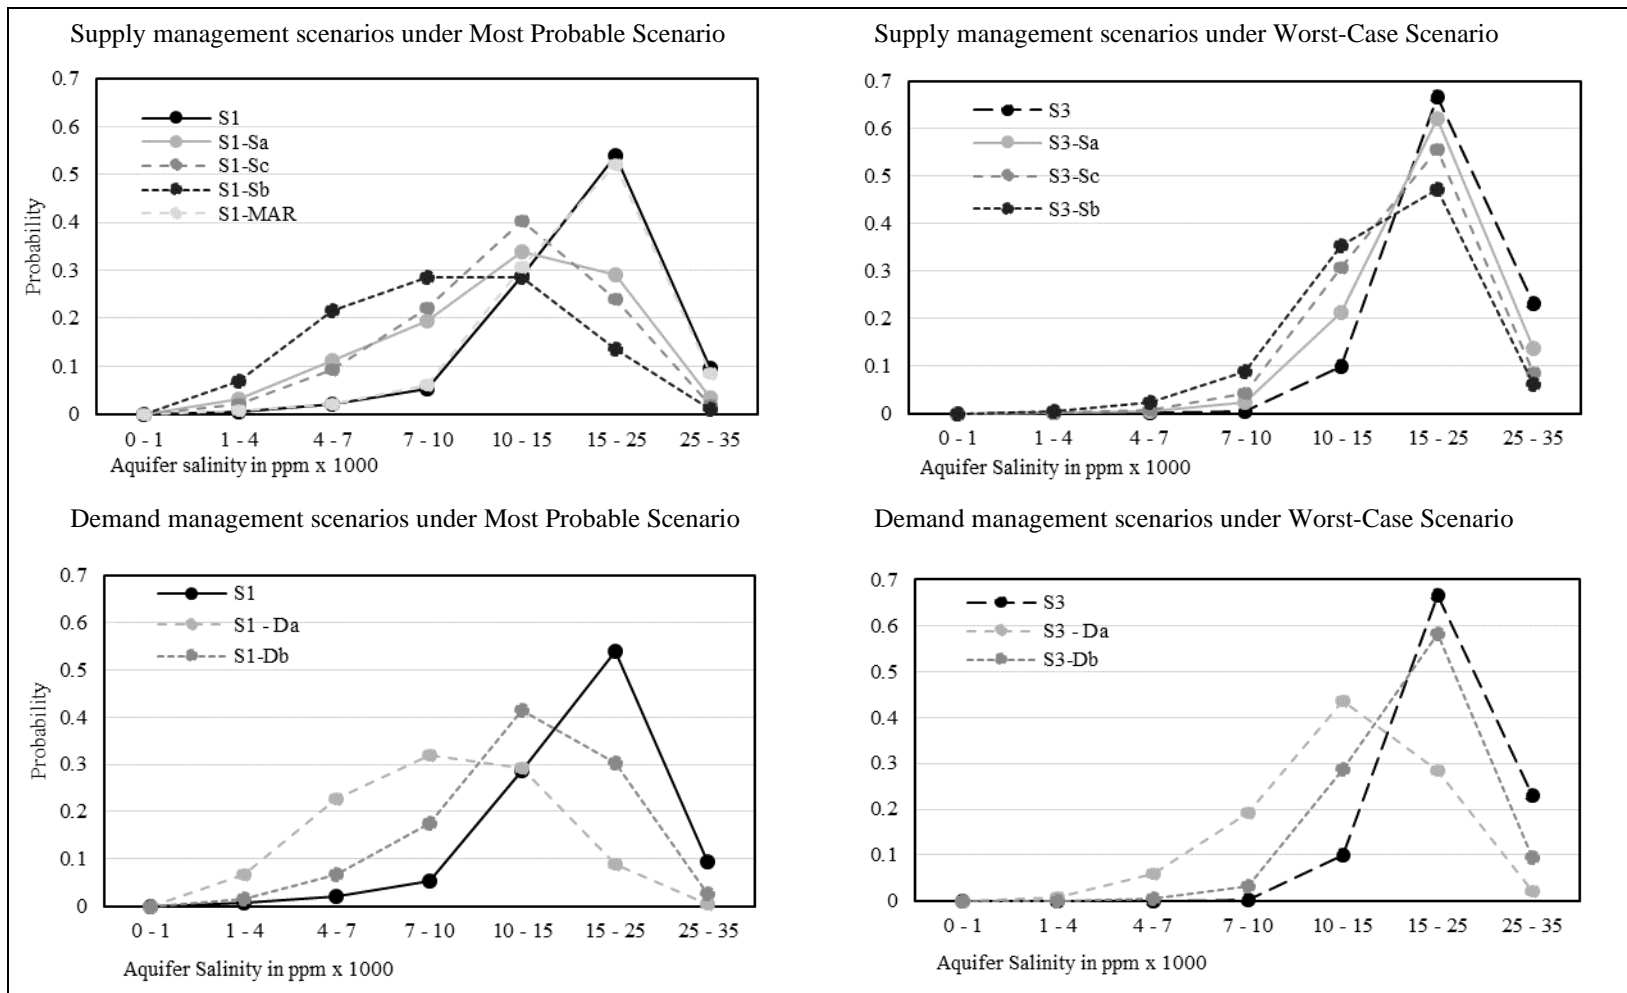 Supply management scenarios under Most Probable Scenario
0.7
0.6
0.5
0.4
0.3
0.2
0.1
0
Probability
S1
S1-Sa
S1-Sc
S1-Sb
S1-MAR
0 - 1 1 - 4 4 - 7 7 - 10 10 - 15 15 - 25 25 - 35
Aquifer salinity in ppm x 1000
Supply management scenarios under Worst-Case Scenario
0.7
0.6
0.5
0.4
0.3
0.2
0.1
0
S3
S3-Sa
S3-Sc
S3-Sb
0 - 1 1 - 4 4 - 7 7 - 10 10 - 15 15 - 25 25 - 35
Aquifer Salinity in ppm x 1000
Demand management scenarios under Most Probable Scenario
0.7
0.6
0.5
0.4
0.3
0.2
0.1
0
Probability
S1
S1 - Da
S1-Db
0 - 1 1 - 4 4 - 7 7 - 10 10 - 15 15 - 25 25 - 35
Aquifer Salinity in ppm x 1000
Demand management scenarios under Worst-Case Scenario
0.7
0.6
0.5
0.4
0.3
0.2
0.1
0
S3
S3 - Da
S3-Db
0 - 1 1 - 4 4 - 7 7 - 10 10 - 15 15 - 25 25 - 35
Aquifer Salinity in ppm x 1000